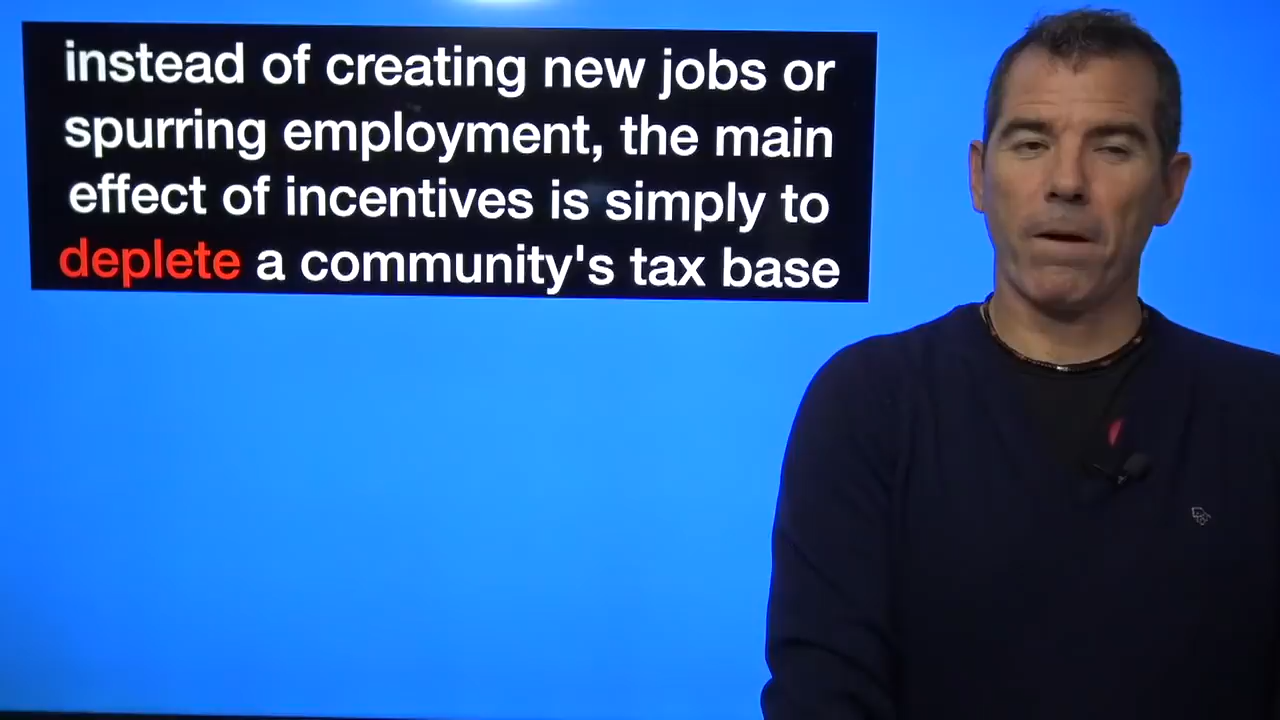 instead of creating new jobs or
spurring employment, the main
effect of incentives is simply to
deplete a community's tax base